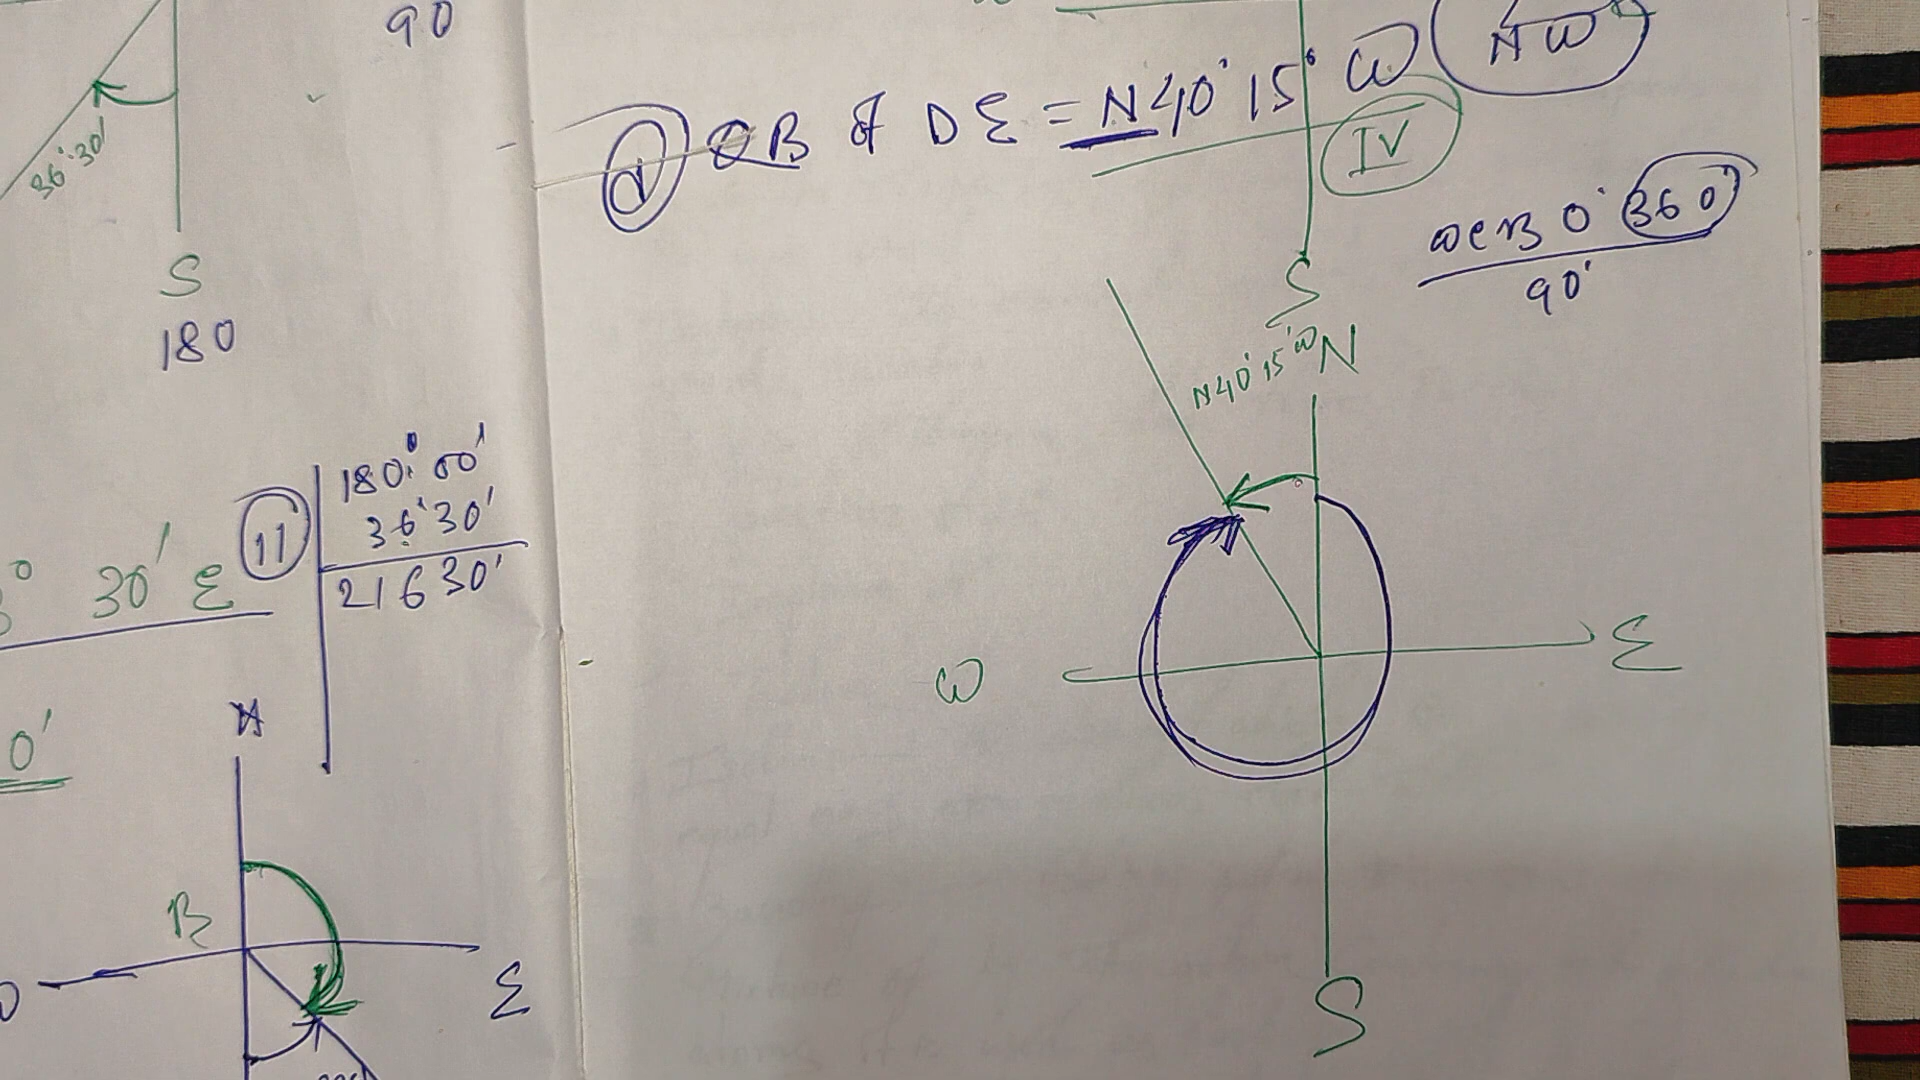 90
36°30'
S
180
30' E
11
180° 00'
36° 30'
216 30'
0'
N
B
E
NW
d QB of DE = N40°15' W
IV
WCB 0° 360°
90°
S
N40°15'W N
W
E
S